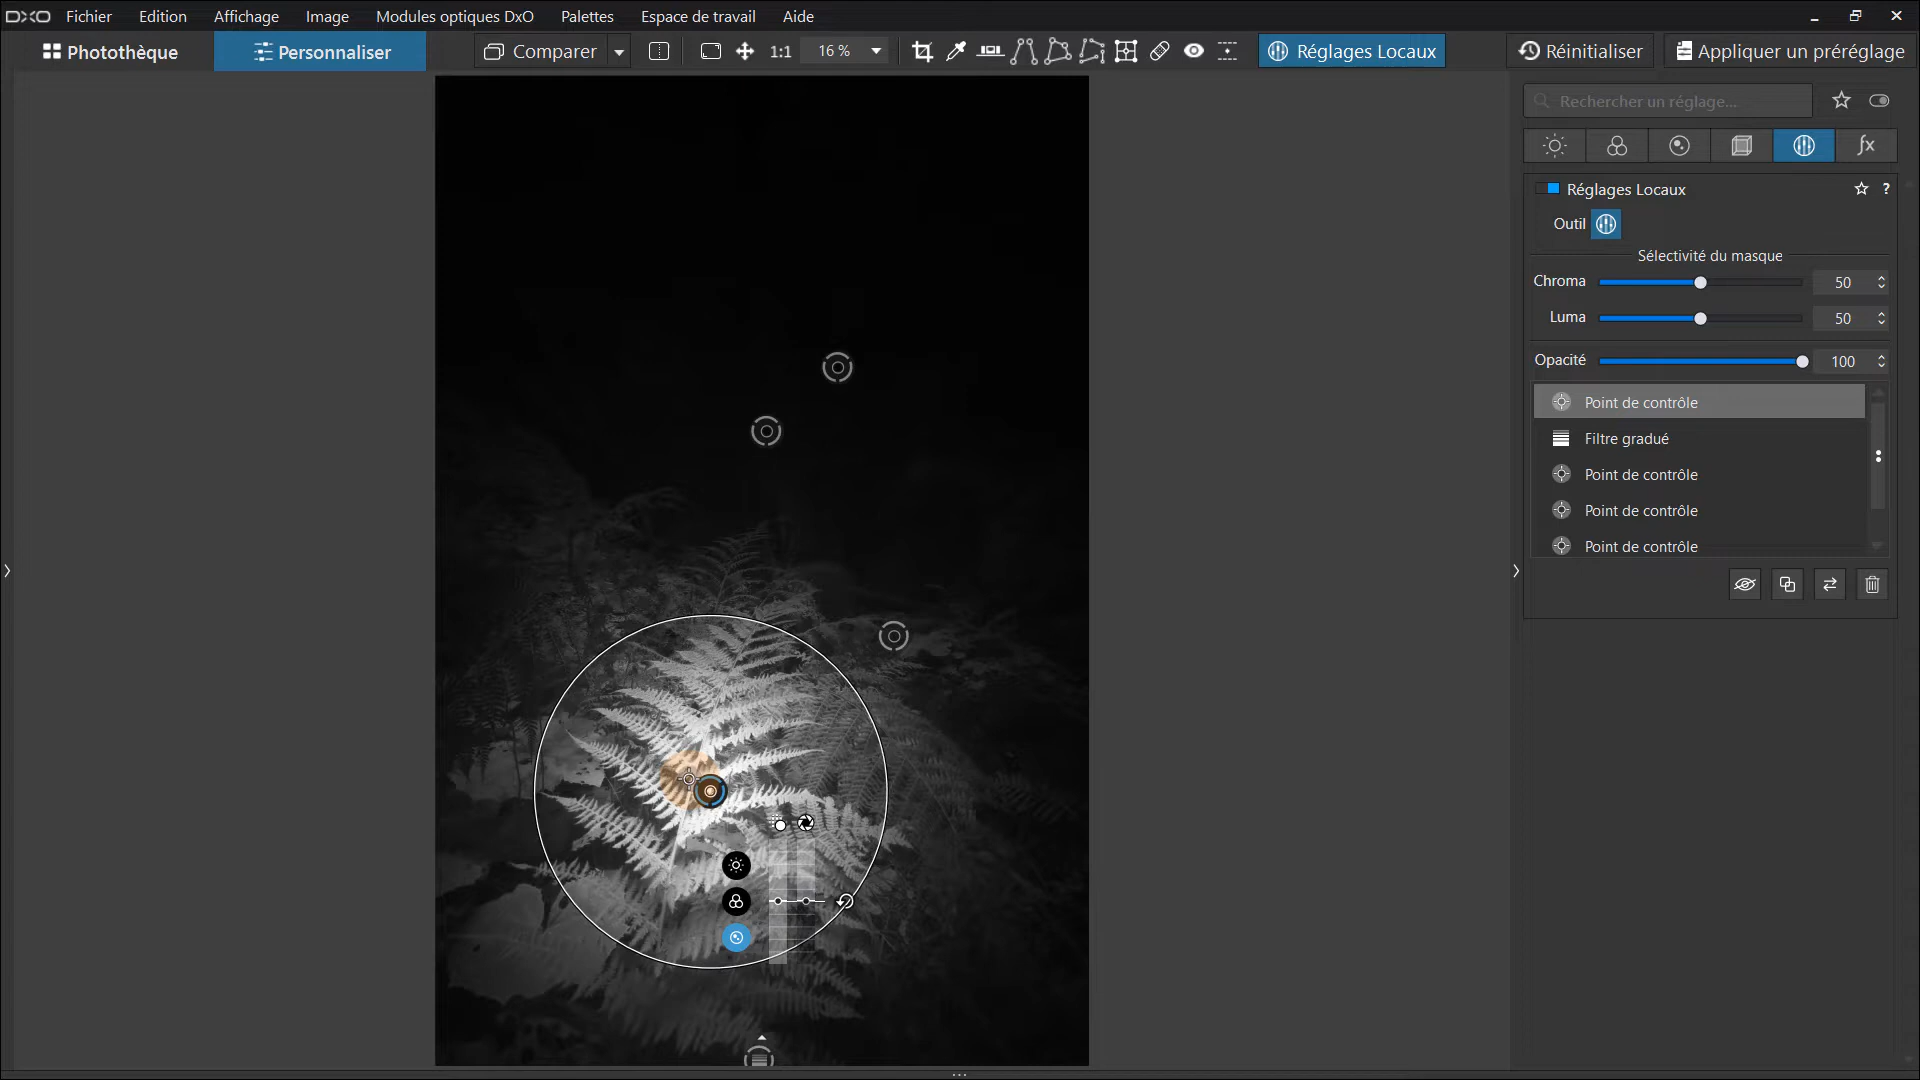 DXO Fichier Edition Affichage Image Modules optiques DxO Palettes Espace de travail Aide
Photothèque Personnaliser Comparer 1:1 16 % Réglages Locaux Réinitialiser Appliquer un préréglage
Rechercher un réglage...
fx
Réglages Locaux ?
Outil
Sélectivité du masque
Chroma 50
Luma 50
Opacité 100
Point de contrôle
Filtre gradué
Point de contrôle
Point de contrôle
Point de contrôle